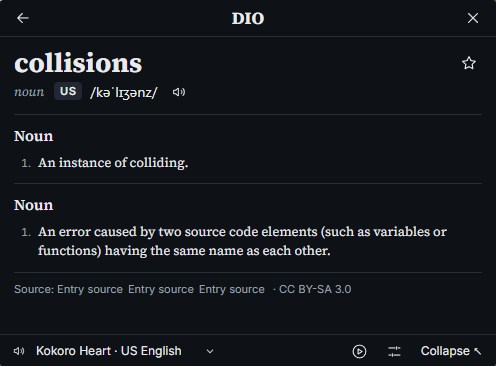 DIO
collisions
noun US /kəˈlɪʒənz/
Noun
1. An instance of colliding.
Noun
1. An error caused by two source code elements (such as variables or
functions) having the same name as each other.
Source: Entry source Entry source Entry source · CC BY-SA 3.0
Kokoro Heart · US English
Collapse